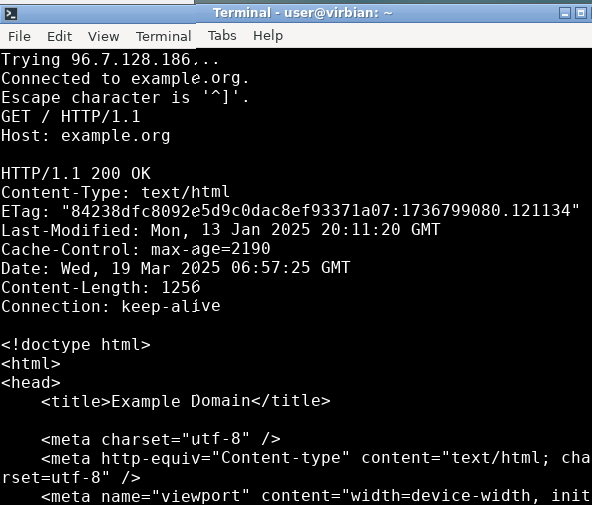 Terminal - user@virbian: ~
File Edit View Terminal Tabs Help
Trying 96.7.128.186...
Connected to example.org.
Escape character is '^]'.
GET / HTTP/1.1
Host: example.org

HTTP/1.1 200 OK
Content-Type: text/html
ETag: "84238dfc8092e5d9c0dac8ef93371a07:1736799080.121134"
Last-Modified: Mon, 13 Jan 2025 20:11:20 GMT
Cache-Control: max-age=2190
Date: Wed, 19 Mar 2025 06:57:25 GMT
Content-Length: 1256
Connection: keep-alive

<!doctype html>
<html>
<head>
    <title>Example Domain</title>

    <meta charset="utf-8" />
    <meta http-equiv="Content-type" content="text/html; cha
rset=utf-8" />
    <meta name="viewport" content="width=device-width, init